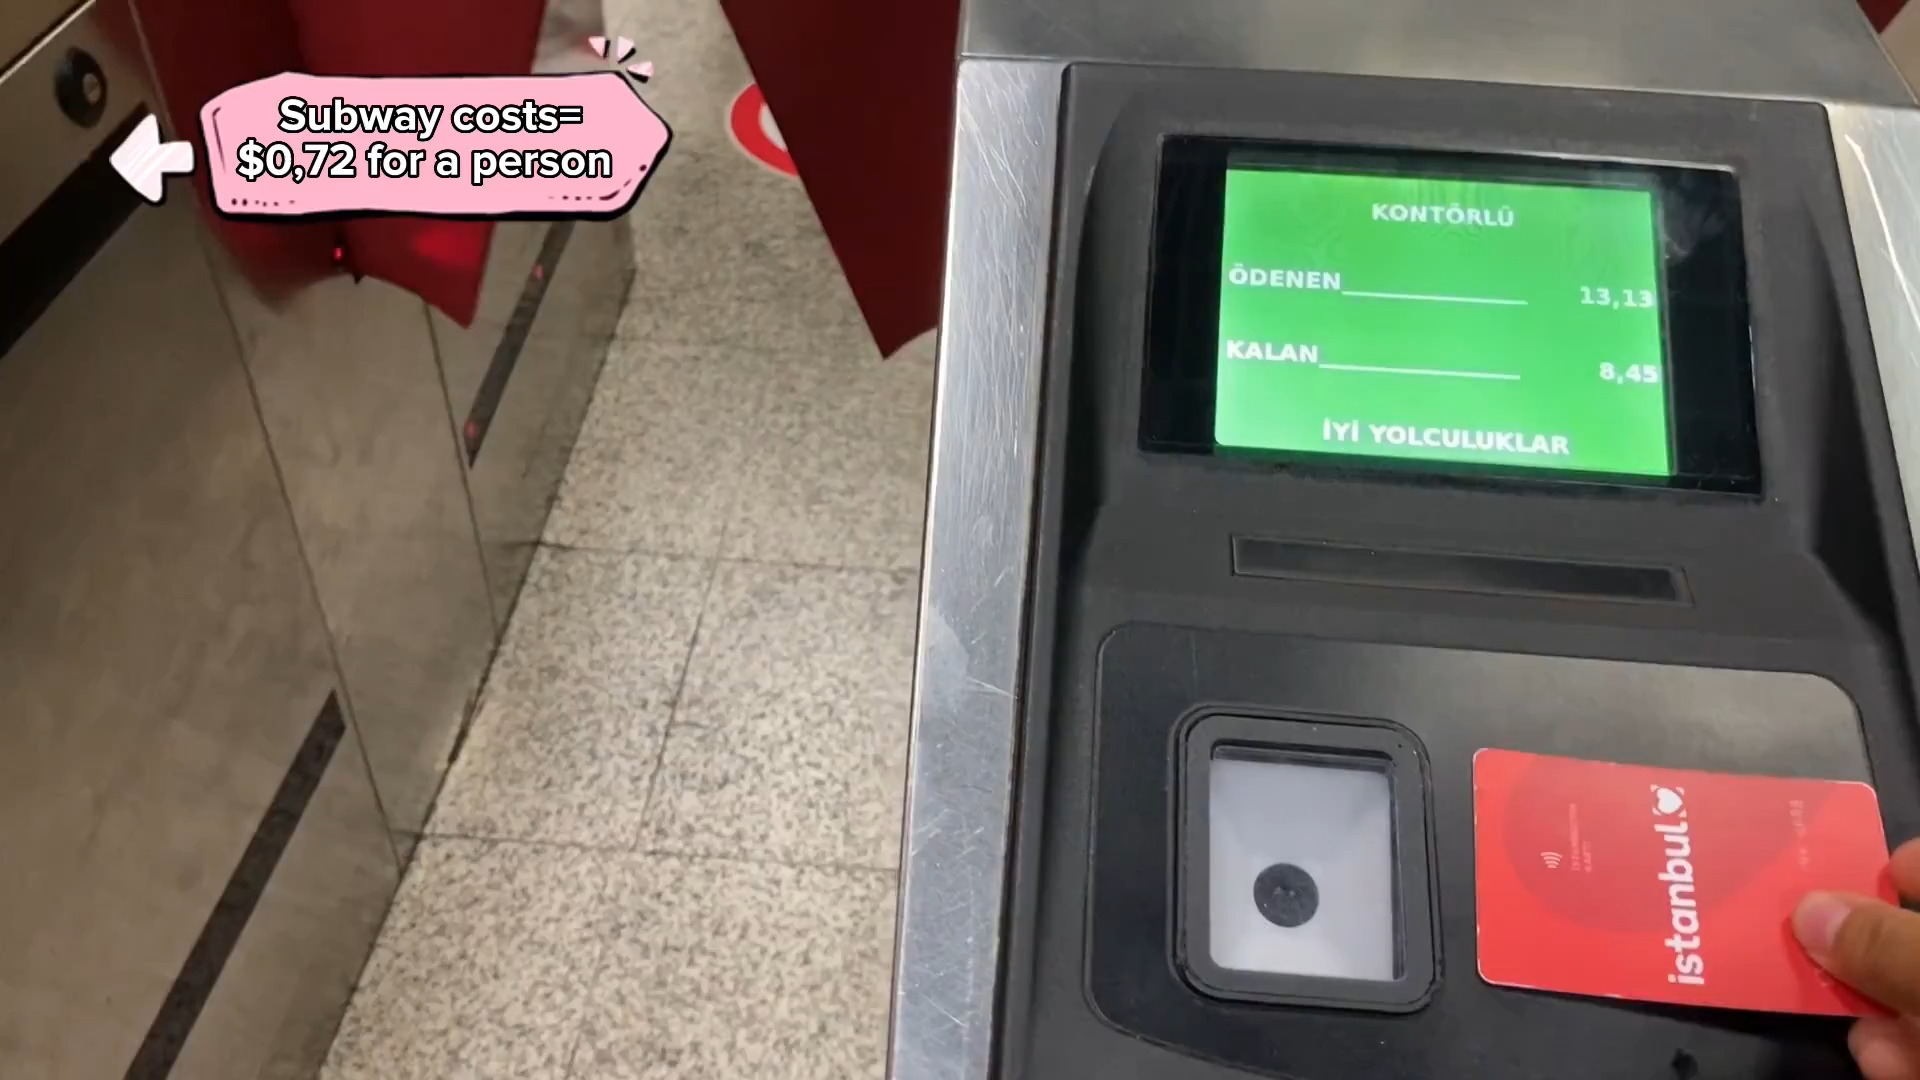 Subway costs=
$0,72 for a person
KONTÖRLÜ
ÖDENEN 13,13
KALAN 8,45
İYİ YOLCULUKLAR
istanbul